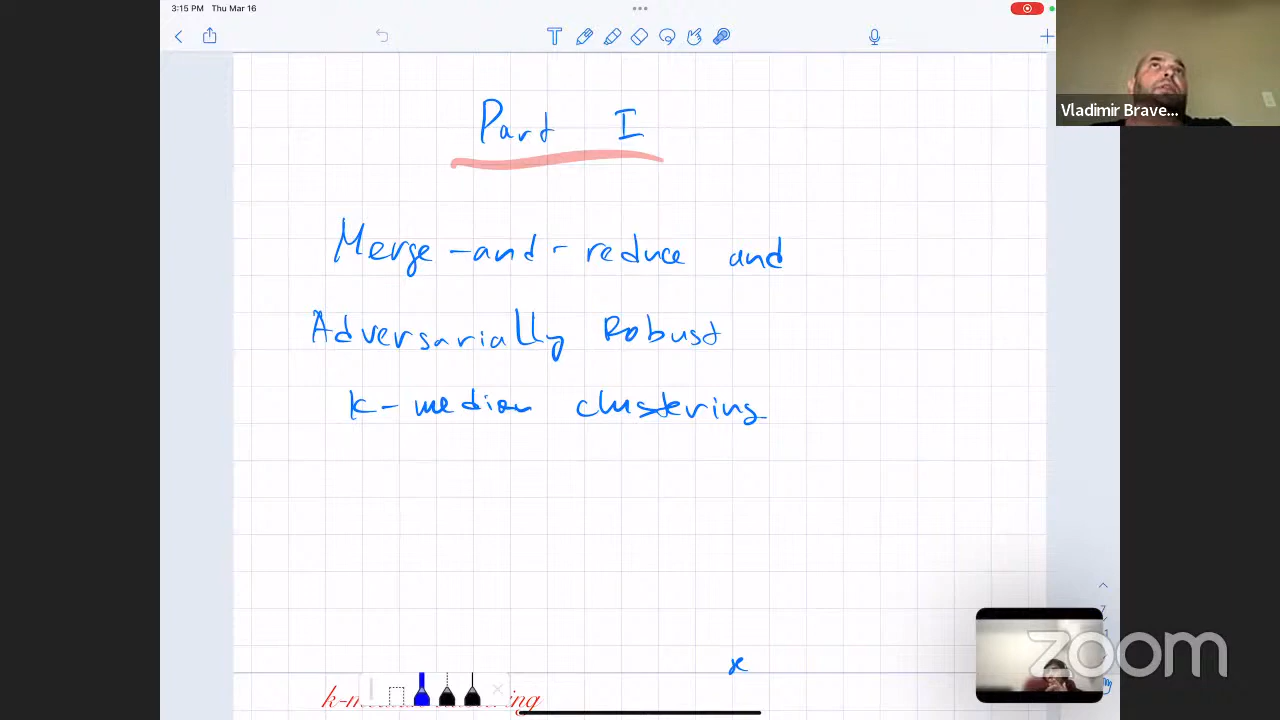 3:15 PM Thu Mar 16
Vladimir Brave...
Part I
Merge-and-reduce and
Adversarially Robust
k-median clustering
x
zoom